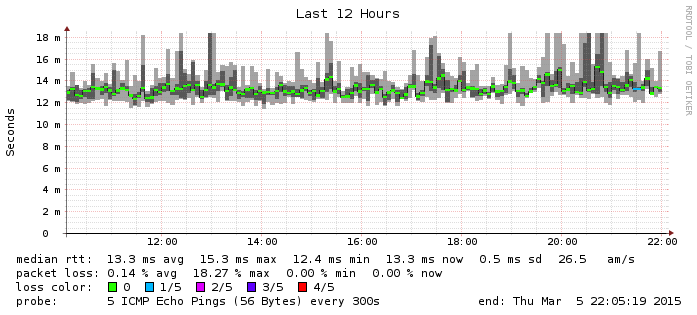 Last 12 Hours
RRDTOOL / TOBI OETIKER
Seconds
18 m
16 m
14 m
12 m
10 m
8 m
6 m
4 m
2 m
0
12:00 14:00 16:00 18:00 20:00 22:00
median rtt: 13.3 ms avg 15.3 ms max 12.4 ms min 13.3 ms now 0.5 ms sd 26.5 am/s
packet loss: 0.14 % avg 18.27 % max 0.00 % min 0.00 % now
loss color: 0 1/5 2/5 3/5 4/5
probe: 5 ICMP Echo Pings (56 Bytes) every 300s end: Thu Mar 5 22:05:19 2015